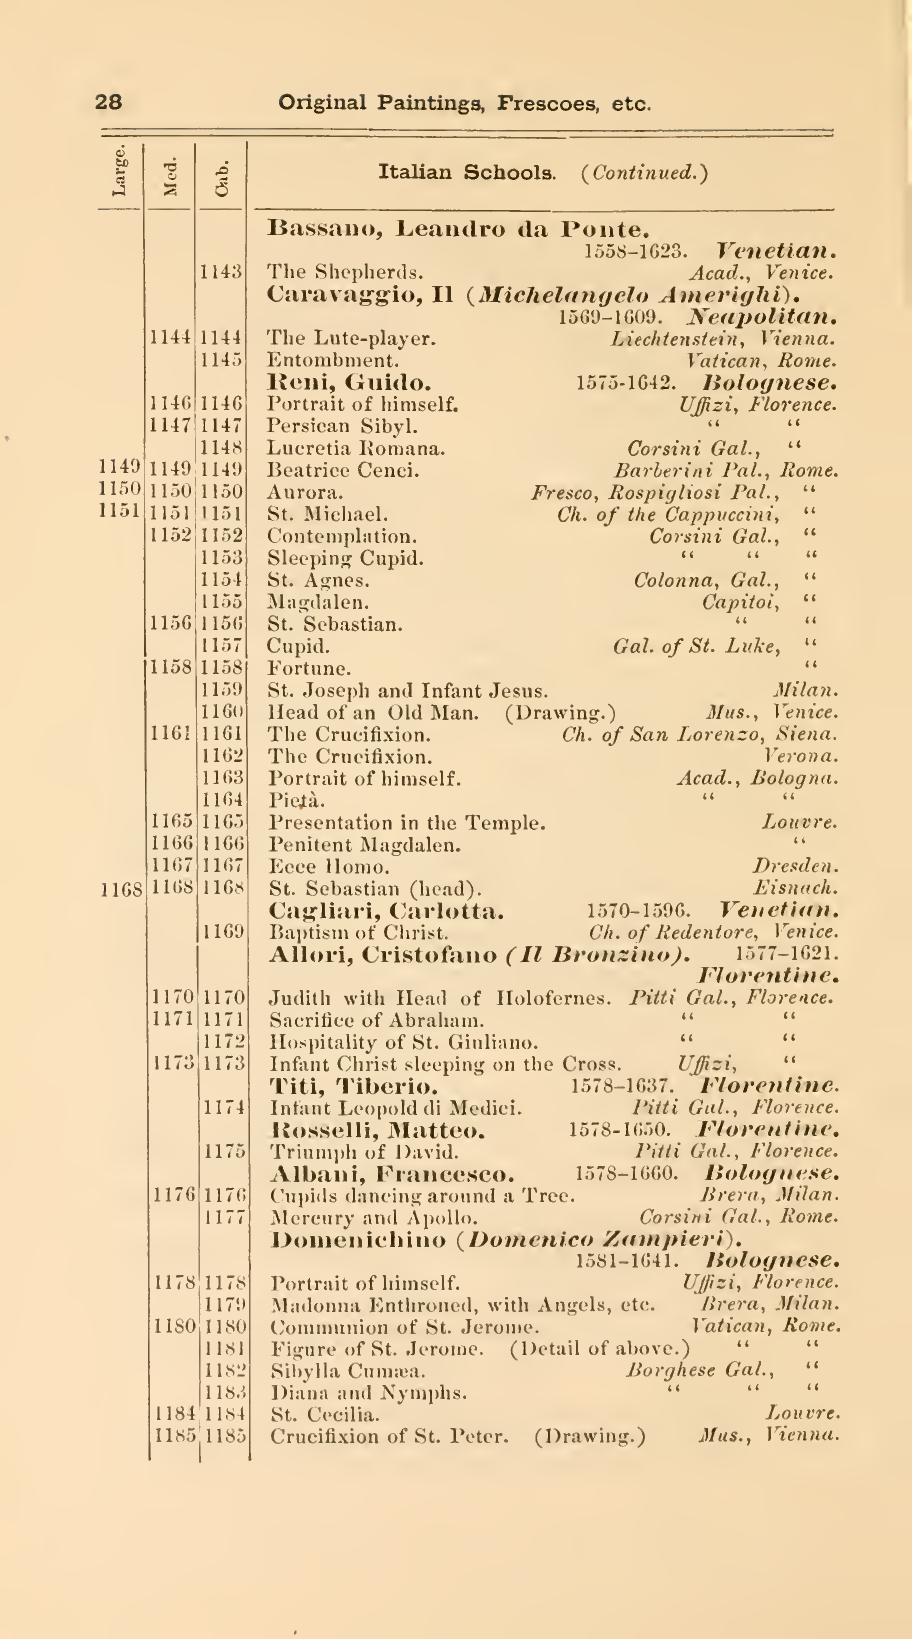 28 Original Paintings, Frescoes, etc.
Large. Med. Cab. Italian Schools. (Continued.)
Bassano, Leandro da Ponte.
1558–1623. Venetian.
1143 The Shepherds. Acad., Venice.
Caravaggio, Il (Michelangelo Amerighi).
1569–1609. Neapolitan.
1144 1144 The Lute-player. Liechtenstein, Vienna.
1145 Entombment. Vatican, Rome.
Reni, Guido. 1575-1642. Bolognese.
1146 1146 Portrait of himself. Uffizi, Florence.
1147 1147 Persican Sibyl. “ “
1148 Lucretia Romana. Corsini Gal., “
1149 1149 1149 Beatrice Cenci. Barberini Pal., Rome.
1150 1150 1150 Aurora. Fresco, Rospigliosi Pal., “
1151 1151 1151 St. Michael. Ch. of the Cappuccini, “
1152 1152 Contemplation. Corsini Gal., “
1153 Sleeping Cupid. “ “ “
1154 St. Agnes. Colonna, Gal., “
1155 Magdalen. Capitoi, “
1156 1156 St. Sebastian. “ “
1157 Cupid. Gal. of St. Luke, “
1158 1158 Fortune. “
1159 St. Joseph and Infant Jesus. Milan.
1160 Head of an Old Man. (Drawing.) Mus., Venice.
1161 1161 The Crucifixion. Ch. of San Lorenzo, Siena.
1162 The Crucifixion. Verona.
1163 Portrait of himself. Acad., Bologna.
1164 Pietà. “ “
1165 1165 Presentation in the Temple. Louvre.
1166 1166 Penitent Magdalen. “
1167 1167 Ecce Homo. Dresden.
1168 1168 1168 St. Sebastian (head). Eisnach.
Cagliari, Carlotta. 1570–1596. Venetian.
1169 Baptism of Christ. Ch. of Redentore, Venice.
Allori, Cristofano (Il Bronzino). 1577–1621.
Florentine.
1170 1170 Judith with Head of Holofernes. Pitti Gal., Florence.
1171 1171 Sacrifice of Abraham. “ “
1172 Hospitality of St. Giuliano. “ “
1173 1173 Infant Christ sleeping on the Cross. Uffizi, “
Titi, Tiberio. 1578–1637. Florentine.
1174 Infant Leopold di Medici. Pitti Gal., Florence.
Rosselli, Matteo. 1578-1650. Florentine.
1175 Triumph of David. Pitti Gal., Florence.
Albani, Francesco. 1578–1660. Bolognese.
1176 1176 Cupids dancing around a Tree. Brera, Milan.
1177 Mercury and Apollo. Corsini Gal., Rome.
Domenichino (Domenico Zampieri).
1581–1641. Bolognese.
1178 1178 Portrait of himself. Uffizi, Florence.
1179 Madonna Enthroned, with Angels, etc. Brera, Milan.
1180 1180 Communion of St. Jerome. Vatican, Rome.
1181 Figure of St. Jerome. (Detail of above.) “ “
1182 Sibylla Cumæa. Borghese Gal., “
1183 Diana and Nymphs. “ “ “
1184 1184 St. Cecilia. Louvre.
1185 1185 Crucifixion of St. Peter. (Drawing.) Mus., Vienna.